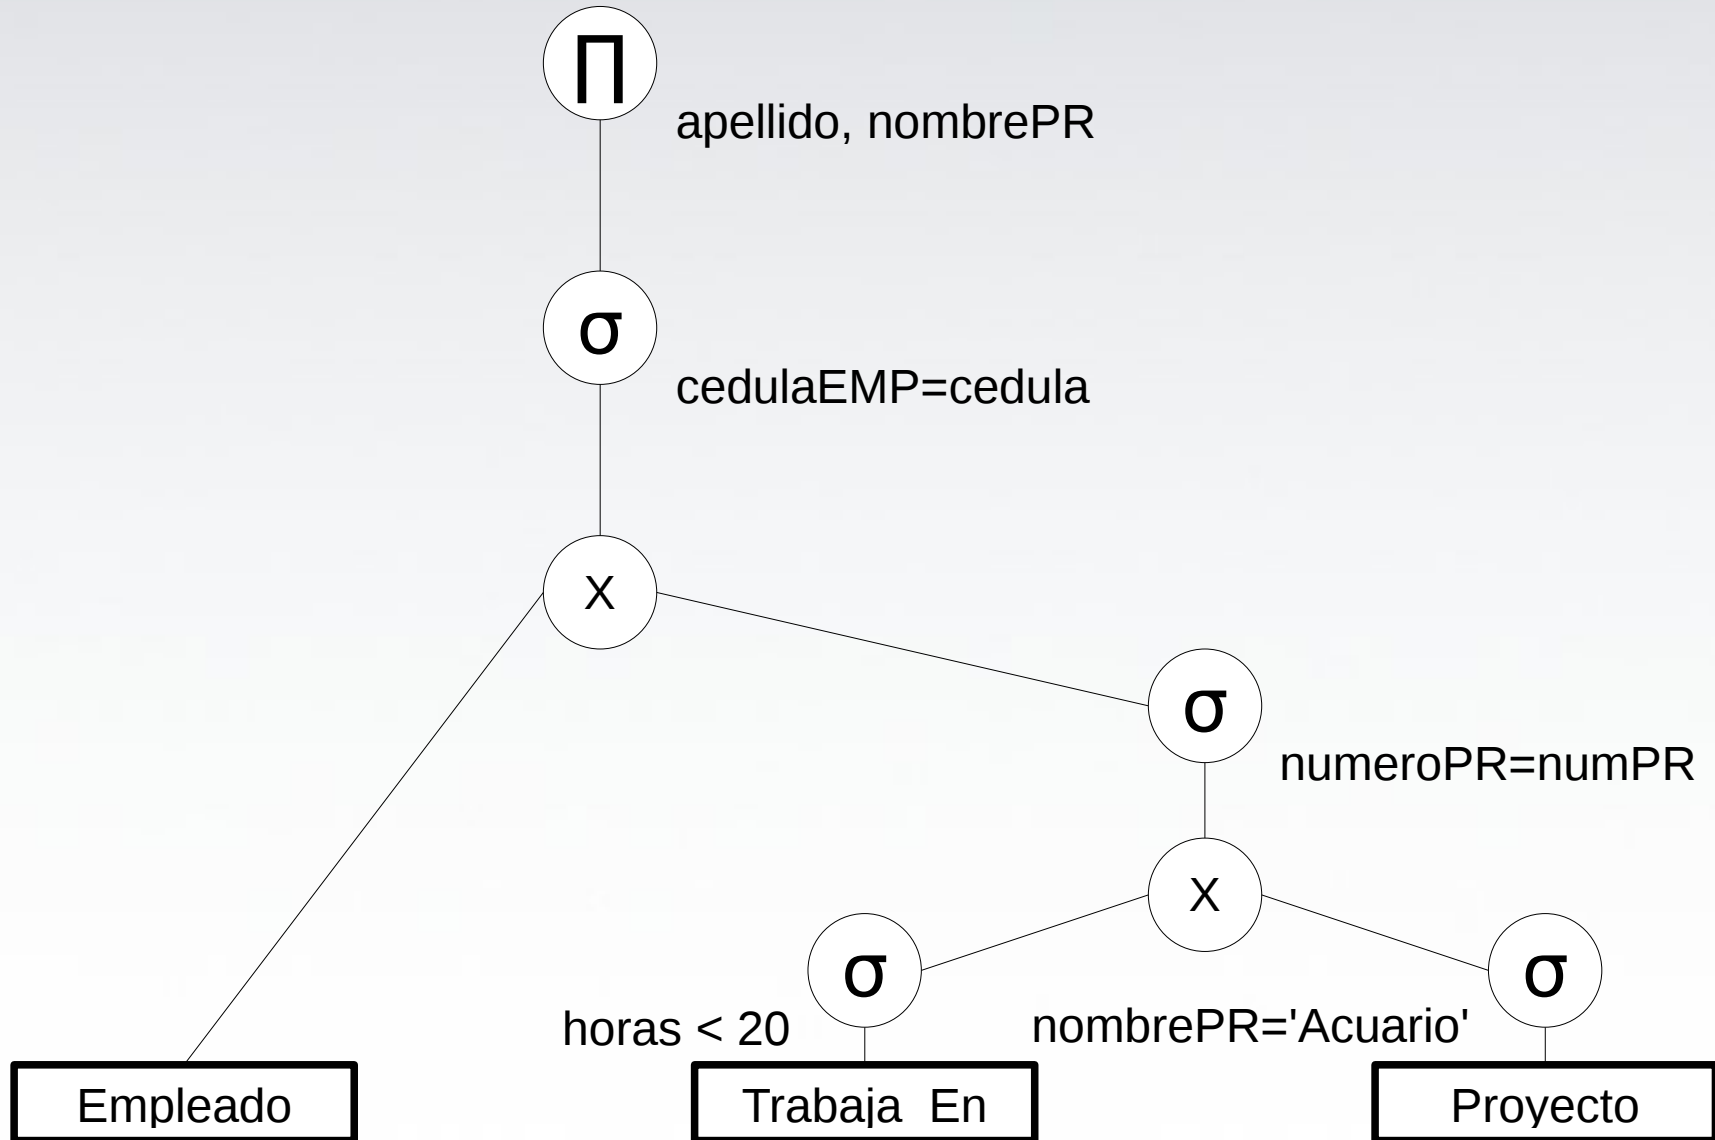 ∏
apellido, nombrePR
σ
cedulaEMP=cedula
X
σ
numeroPR=numPR
X
σ
σ
horas < 20
nombrePR='Acuario'
Empleado
Trabaja En
Proyecto